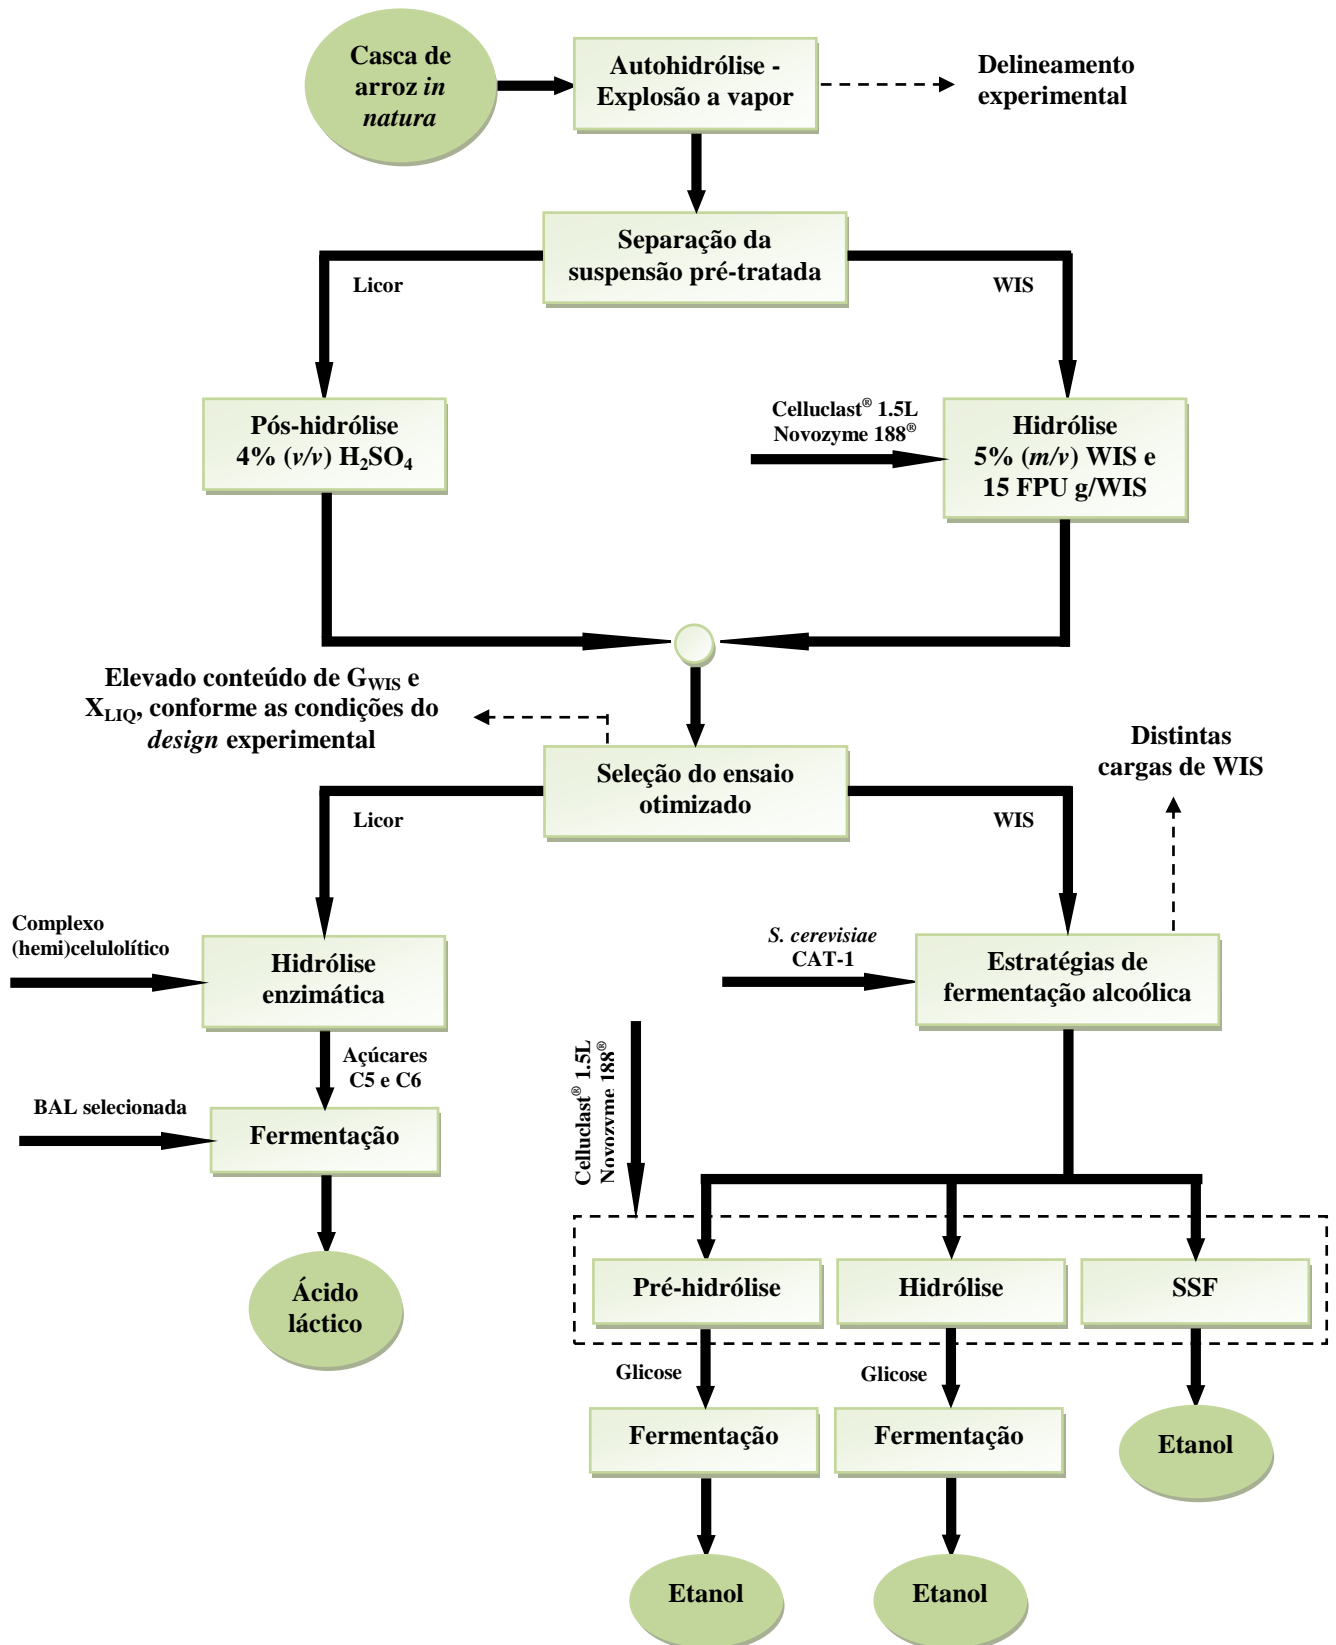 Casca de
arroz in
natura
Autohidrólise -
Explosão a vapor
Delineamento
experimental
Separação da
suspensão pré-tratada
Licor
WIS
Pós-hidrólise
4% (v/v) H₂SO₄
Celluclast® 1.5L
Novozyme 188®
Hidrólise
5% (m/v) WIS e
15 FPU g/WIS
Elevado conteúdo de G_WIS e
X_LIQ, conforme as condições do
design experimental
Seleção do ensaio
otimizado
Distintas
cargas de WIS
Licor
WIS
Complexo
(hemi)celulolítico
Hidrólise
enzimática
S. cerevisiae
CAT-1
Estratégias de
fermentação alcoólica
Açúcares
C5 e C6
BAL selecionada
Fermentação
Celluclast® 1.5L
Novozyme 188®
Ácido
láctico
Pré-hidrólise
Hidrólise
SSF
Glicose
Glicose
Fermentação
Fermentação
Etanol
Etanol
Etanol